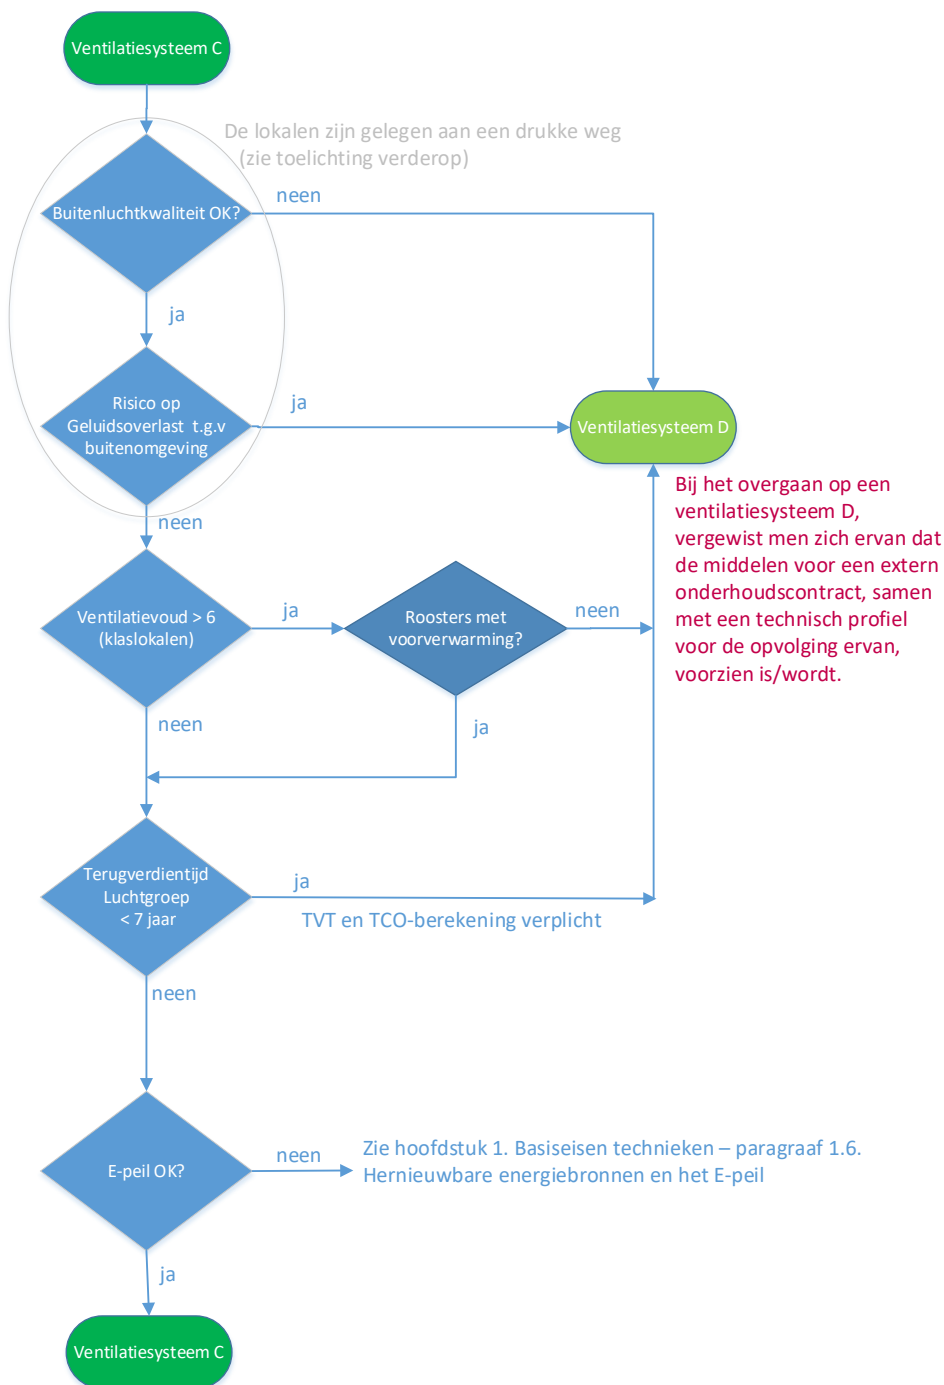 Ventilatiesysteem C
De lokalen zijn gelegen aan een drukke weg
(zie toelichting verderop)
neen
Buitenluchtkwaliteit OK?
ja
Risico op
Geluidsoverlast t.g.v
buitenomgeving
ja
Ventilatiesysteem D
Bij het overgaan op een
ventilatiesysteem D,
vergewist men zich ervan dat
de middelen voor een extern
onderhoudscontract, samen
met een technisch profiel
voor de opvolging ervan,
voorzien is/wordt.
neen
Ventilatievoud > 6
(klaslokalen)
ja
Roosters met
voorverwarming?
neen
neen
ja
Terugverdientijd
Luchtgroep
< 7 jaar
ja
TVT en TCO-berekening verplicht
neen
E-peil OK?
neen
Zie hoofdstuk 1. Basiseisen technieken – paragraaf 1.6.
Hernieuwbare energiebronnen en het E-peil
ja
Ventilatiesysteem C